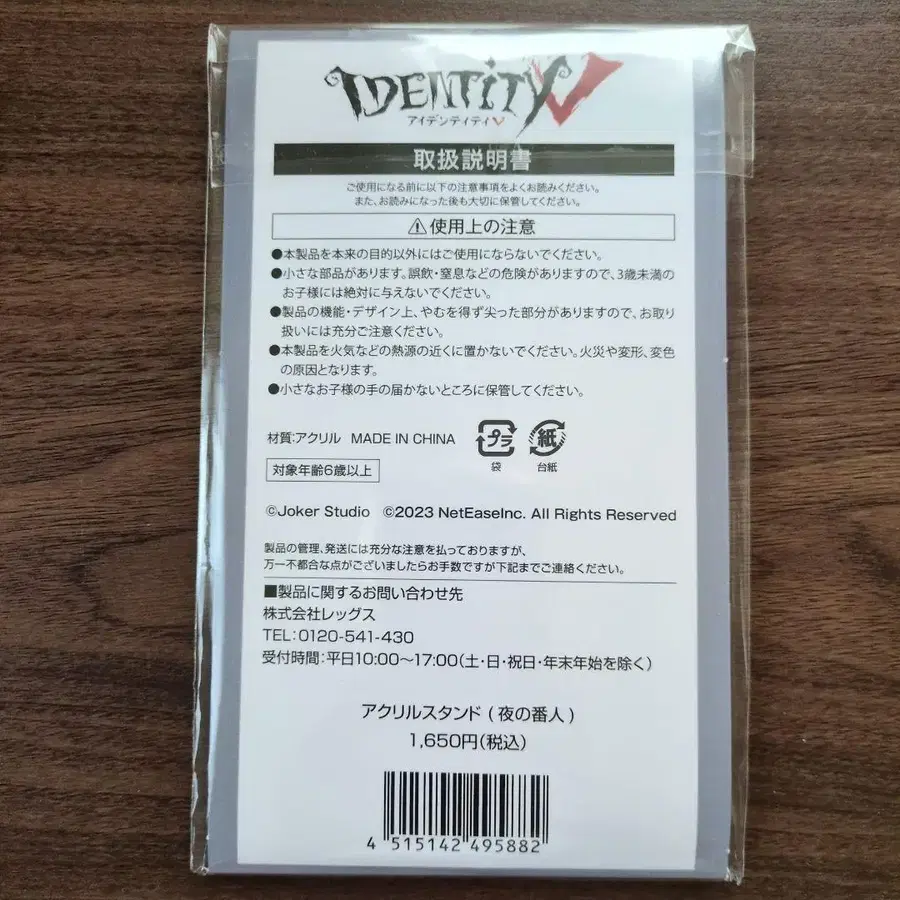 IDENTITY V
アイデンティティV
取扱説明書
ご使用になる前に以下の注意事項をよくお読みください。
また、お読みになった後も大切に保管してください。
⚠使用上の注意
●本製品を本来の目的以外にはご使用にならないでください。
●小さな部品があります。誤飲・窒息などの危険がありますので、3歳未満の
お子様には絶対に与えないでください。
●製品の機能・デザイン上、やむを得ず尖った部分がありますので、お取り
扱いには充分ご注意ください。
●本製品を火気などの熱源の近くに置かないでください。火災や変形、変色
の原因となります。
●小さなお子様の手の届かないところに保管してください。
材質:アクリル MADE IN CHINA
プラ 紙
袋 台紙
対象年齢6歳以上
©Joker Studio ©2023 NetEaseInc. All Rights Reserved
製品の管理、発送には充分な注意を払っておりますが、
万一不都合な点がございましたらお手数ですが下記までご連絡ください。
■製品に関するお問い合わせ先
株式会社レッグス
TEL:0120-541-430
受付時間:平日10:00〜17:00(土・日・祝日・年末年始を除く)
アクリルスタンド(夜の番人)
1,650円(税込)
4 515142 495882